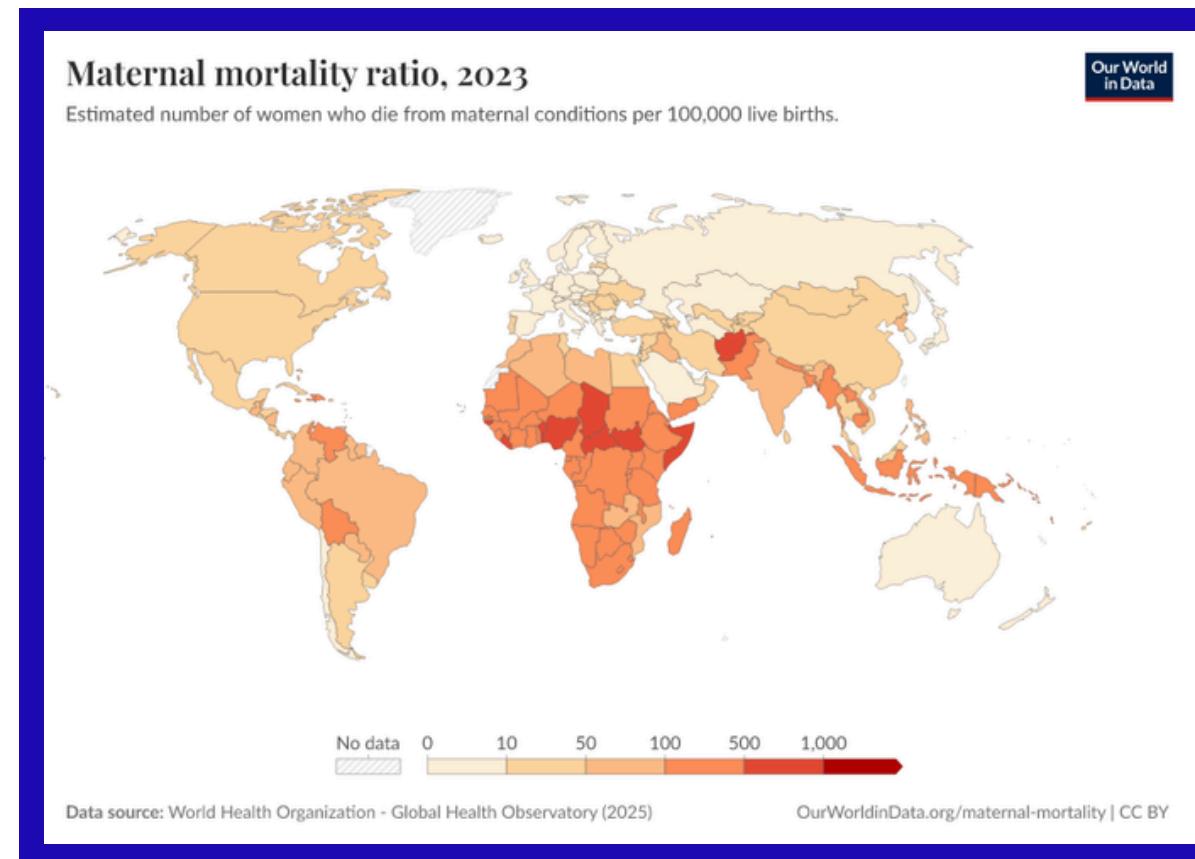 Maternal mortality ratio, 2023
Our World
in Data
Estimated number of women who die from maternal conditions per 100,000 live births.
No data 0 10 50 100 500 1,000
Data source: World Health Organization - Global Health Observatory (2025)
OurWorldinData.org/maternal-mortality | CC BY